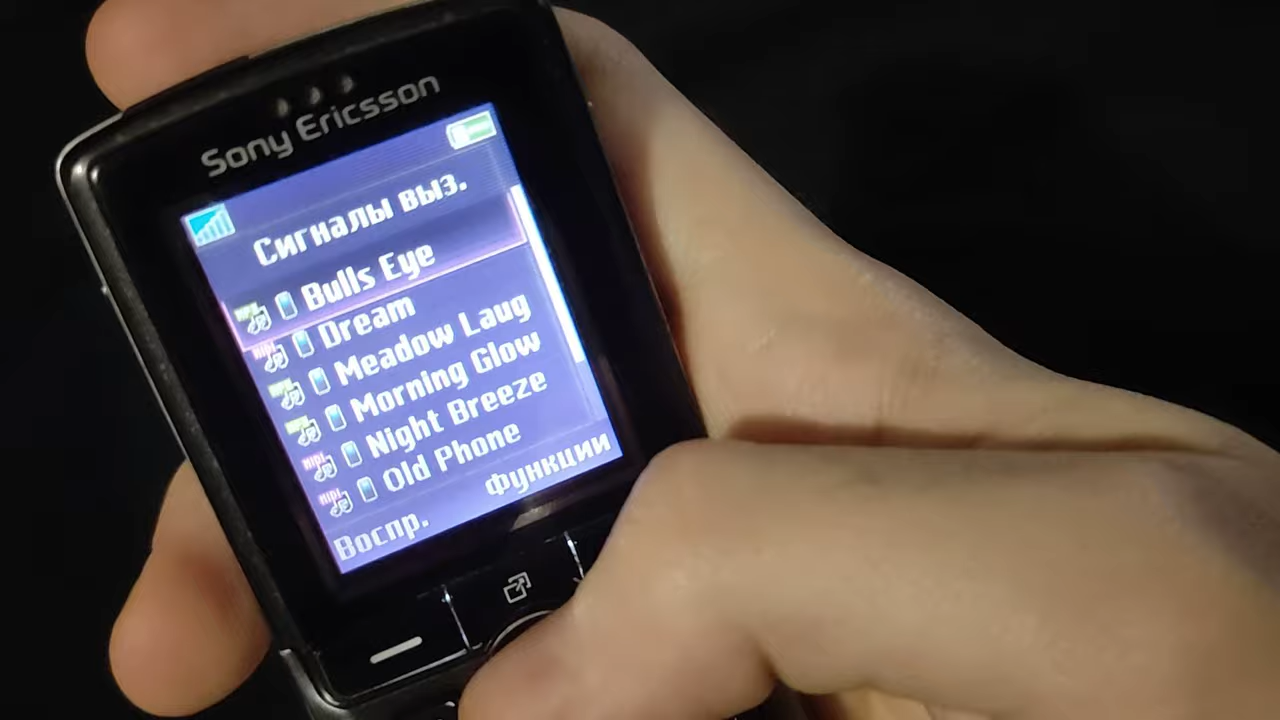 Sony Ericsson
Сигналы выз.
Bulls Eye
Dream
Meadow Laug
Morning Glow
Night Breeze
Old Phone
Функции
Воспр.